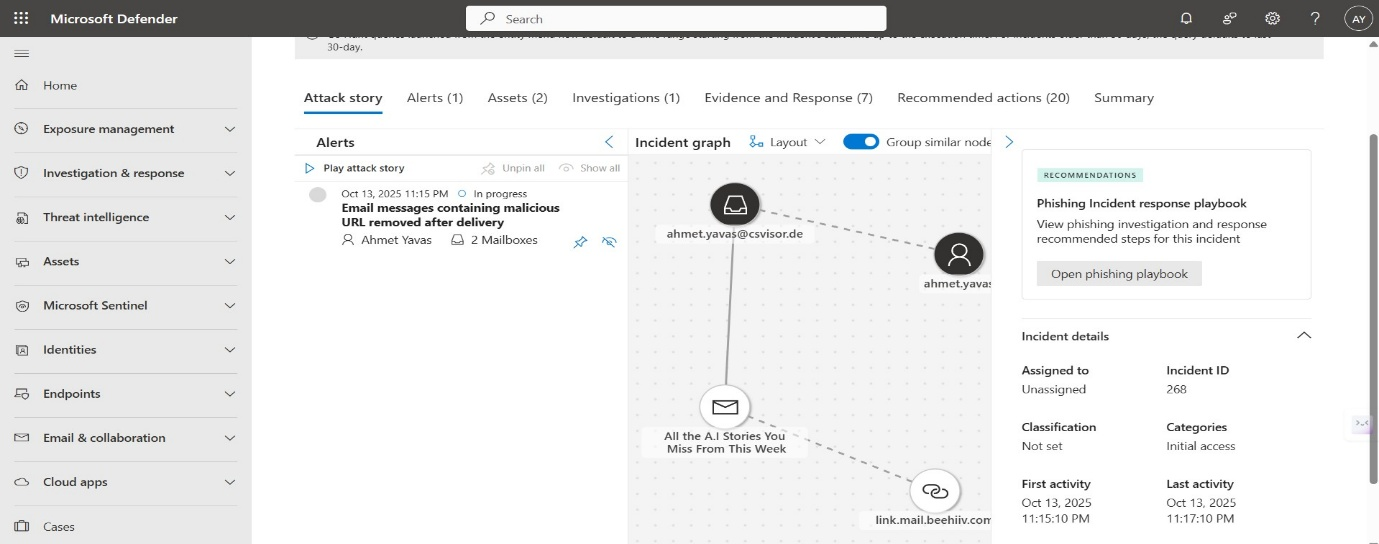 Microsoft Defender
Search
AY
30-day.
Home
Exposure management
Investigation & response
Threat intelligence
Assets
Microsoft Sentinel
Identities
Endpoints
Email & collaboration
Cloud apps
Cases
Attack story
Alerts (1)
Assets (2)
Investigations (1)
Evidence and Response (7)
Recommended actions (20)
Summary
Alerts
Play attack story
Unpin all
Show all
Oct 13, 2025 11:15 PM
In progress
Email messages containing malicious
URL removed after delivery
Ahmet Yavas
2 Mailboxes
Incident graph
Layout
Group similar node
ahmet.yavas@csvisor.de
ahmet.yavas
All the A.I Stories You
Miss From This Week
link.mail.beehiiv.com
RECOMMENDATIONS
Phishing Incident response playbook
View phishing investigation and response
recommended steps for this incident
Open phishing playbook
Incident details
Assigned to
Unassigned
Incident ID
268
Classification
Not set
Categories
Initial access
First activity
Oct 13, 2025
11:15:10 PM
Last activity
Oct 13, 2025
11:17:10 PM